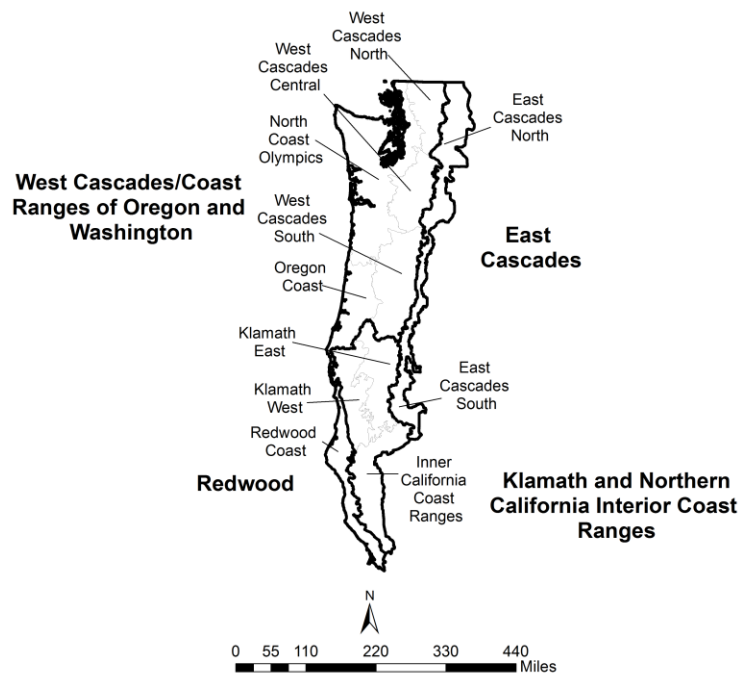 West
Cascades
North
West
Cascades
Central
East
Cascades
North
North
Coast
Olympics
West Cascades/Coast
Ranges of Oregon and
Washington
West
Cascades
South
East
Cascades
Oregon
Coast
Klamath
East
East
Cascades
South
Klamath
West
Redwood
Coast
Redwood
Inner
California
Coast
Ranges
Klamath and Northern
California Interior Coast
Ranges
N
0 55 110 220 330 440
Miles